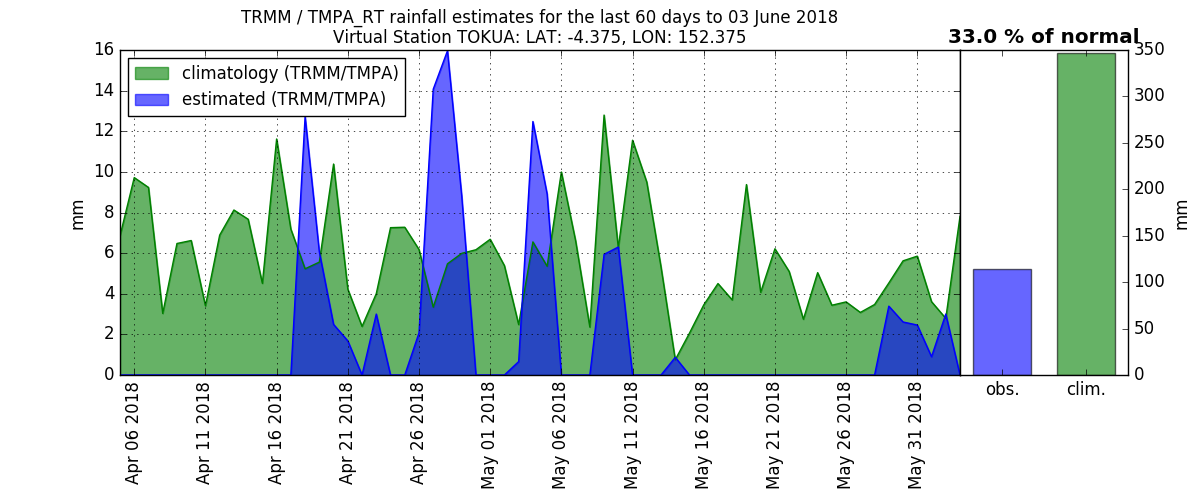 TRMM / TMPA_RT rainfall estimates for the last 60 days to 03 June 2018
Virtual Station TOKUA: LAT: -4.375, LON: 152.375
33.0 % of normal
climatology (TRMM/TMPA)
estimated (TRMM/TMPA)
mm
16
14
12
10
8
6
4
2
0
Apr 06 2018
Apr 11 2018
Apr 16 2018
Apr 21 2018
Apr 26 2018
May 01 2018
May 06 2018
May 11 2018
May 16 2018
May 21 2018
May 26 2018
May 31 2018
obs.
clim.
350
300
250
200
150
100
50
0
mm